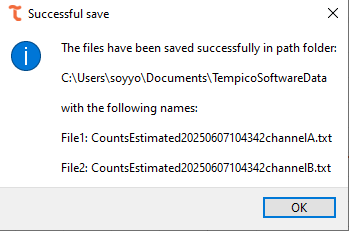 Successful save
The files have been saved successfully in path folder:
C:\Users\soyyo\Documents\TempicoSoftwareData
with the following names:
File1: CountsEstimated20250607104342channelA.txt
File2: CountsEstimated20250607104342channelB.txt
OK